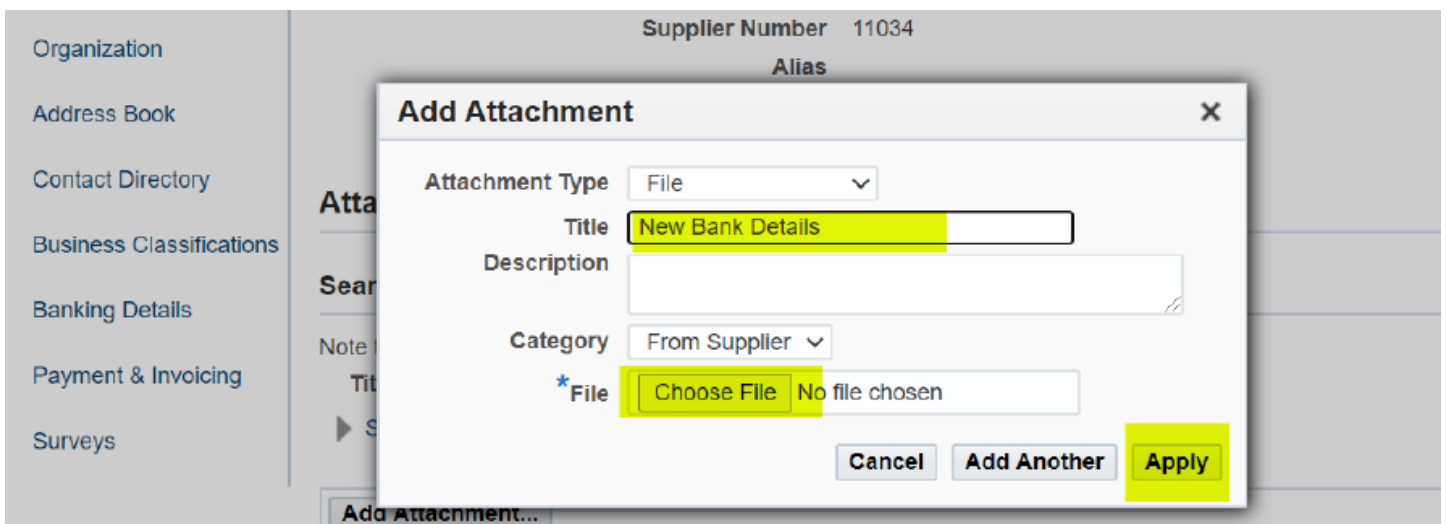 Supplier Number 11034
Alias
Organization
Address Book
Contact Directory
Business Classifications
Banking Details
Payment & Invoicing
Surveys
Atta
Sear
Note
Tit
S
Add Attachment...
Add Attachment
Attachment Type File
Title New Bank Details
Description
Category From Supplier
*File Choose File No file chosen
Cancel Add Another Apply